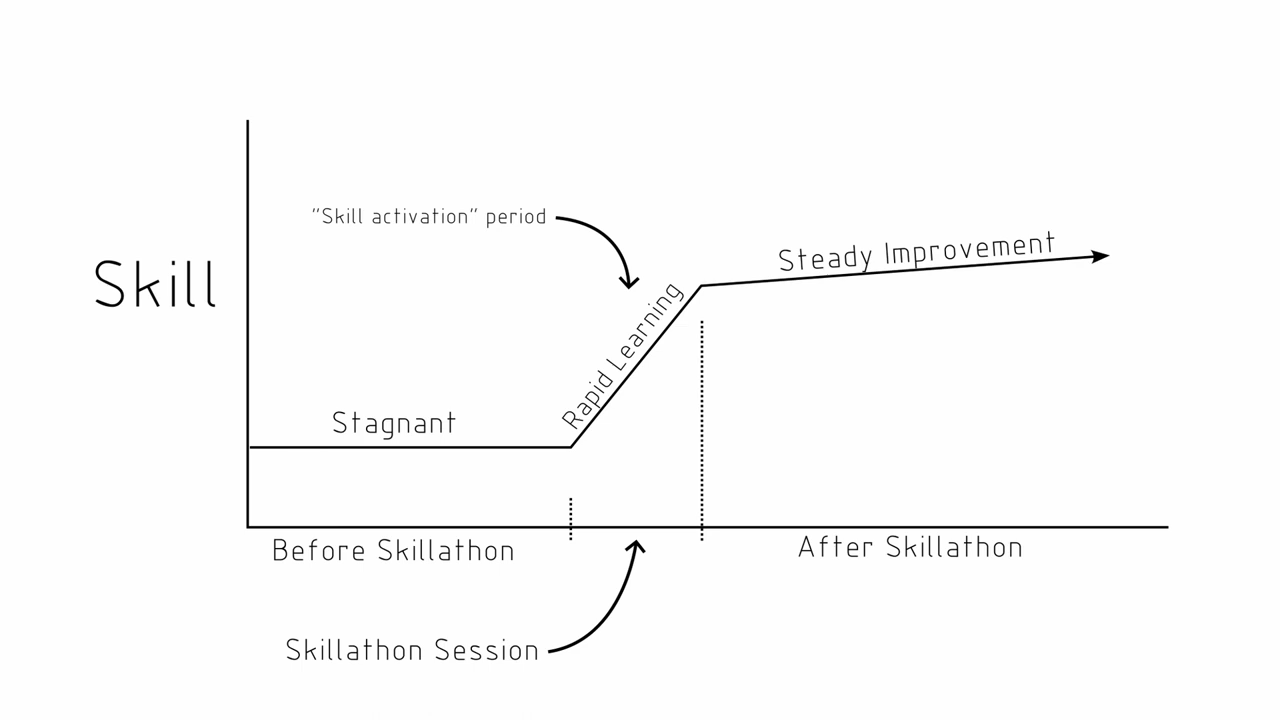 "Skill activation" period
Skill
Steady Improvement
Rapid Learning
Stagnant
Before Skillathon
After Skillathon
Skillathon Session